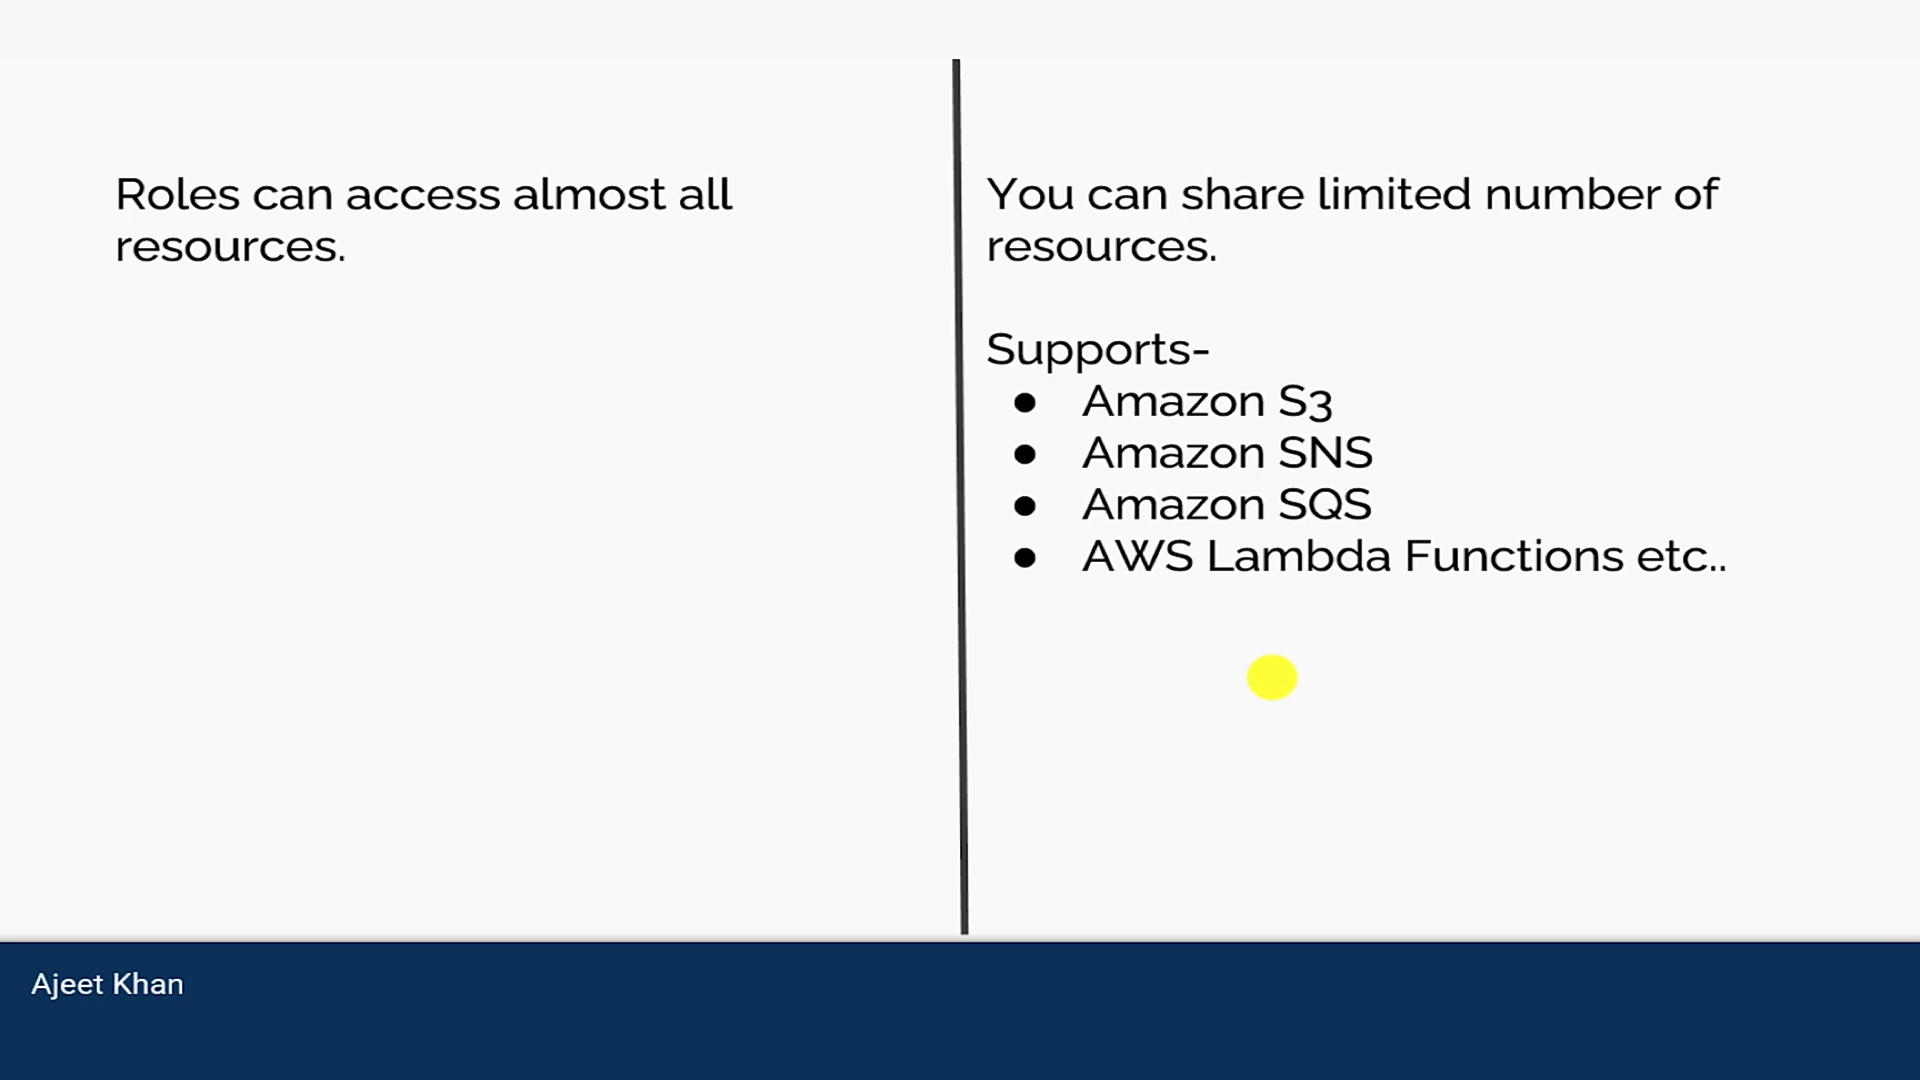 Roles can access almost all
resources.
You can share limited number of
resources.
Supports-
● Amazon S3
● Amazon SNS
● Amazon SQS
● AWS Lambda Functions etc..
Ajeet Khan